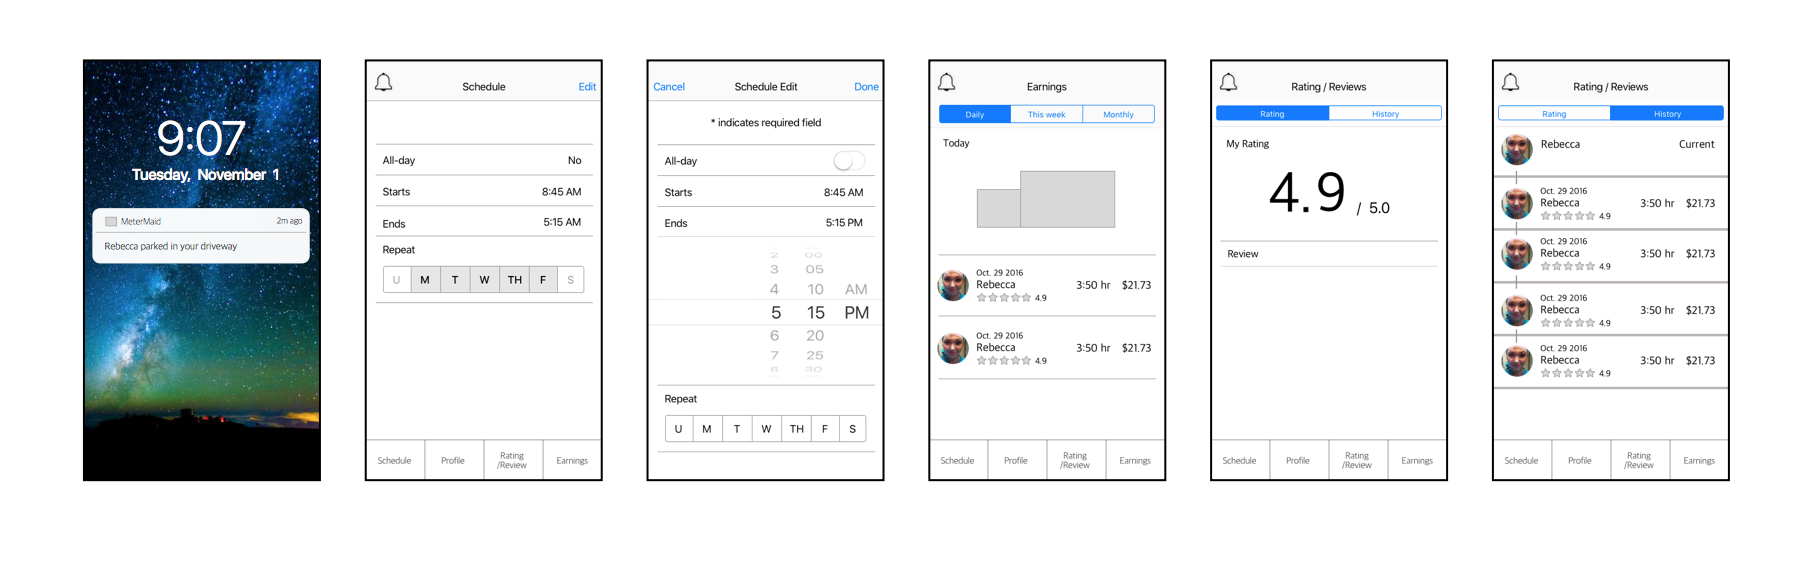 9:07
Tuesday, November 1
MeterMaid 2m ago
Rebecca parked in your driveway
Schedule Edit
All-day No
Starts 8:45 AM
Ends 5:15 AM
Repeat
U M T W TH F S
Schedule Profile Rating /Review Earnings
Cancel Schedule Edit Done
* indicates required field
All-day
Starts 8:45 AM
Ends 5:15 PM
2 00
3 05
4 10 AM
5 15 PM
6 20
7 25
8 30
Repeat
U M T W TH F S
Earnings
Daily This week Monthly
Today
Oct. 29 2016
Rebecca 3:50 hr $21.73
4.9
Oct. 29 2016
Rebecca 3:50 hr $21.73
4.9
Schedule Profile Rating /Review Earnings
Rating / Reviews
Rating History
My Rating
4.9 / 5.0
Review
Schedule Profile Rating /Review Earnings
Rating / Reviews
Rating History
Rebecca Current
Oct. 29 2016
Rebecca 3:50 hr $21.73
4.9
Oct. 29 2016
Rebecca 3:50 hr $21.73
4.9
Oct. 29 2016
Rebecca 3:50 hr $21.73
4.9
Oct. 29 2016
Rebecca 3:50 hr $21.73
4.9
Schedule Profile Rating /Review Earnings